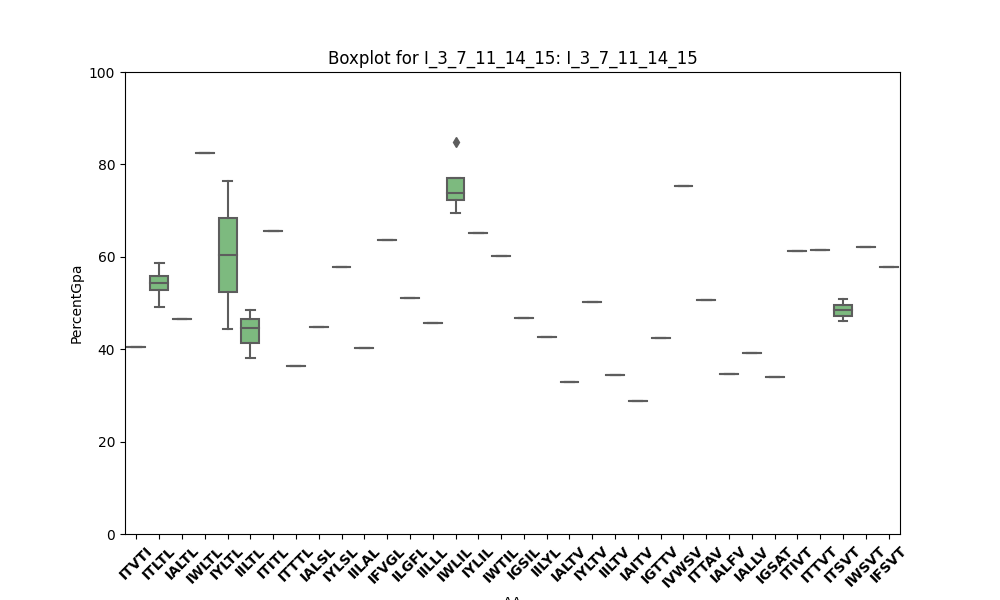 Boxplot for I_3_7_11_14_15: I_3_7_11_14_15
100
80
60
40
20
0
PercentGpa
ITVTI
ITLTL
IALTL
IWLTL
IYLTL
IILTL
ITITL
ITTTL
IALSL
IYLSL
IILAL
IFVGL
ILGFL
IILLL
IWLIL
IYLIL
IWTIL
IGSIL
IILYL
IALTV
IYLTV
IILTV
IAITV
IGTTV
IVWSV
ITTAV
IALFV
IALLV
IGSAT
ITIVT
ITTVT
ITSVT
IWSVT
IFSVT
AA